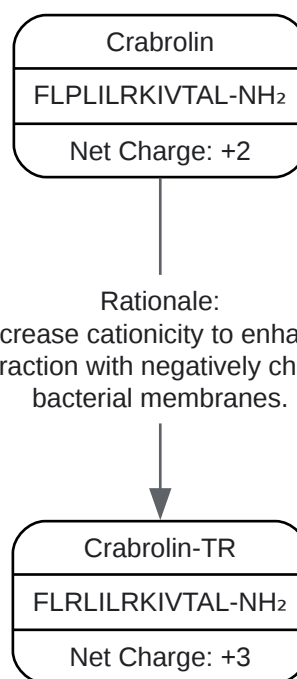 Crabrolin
FLPLILRKIVTAL-NH₂
Net Charge: +2
Rationale:
crease cationicity to enha
raction with negatively ch
bacterial membranes.
Crabrolin-TR
FLRLILRKIVTAL-NH₂
Net Charge: +3